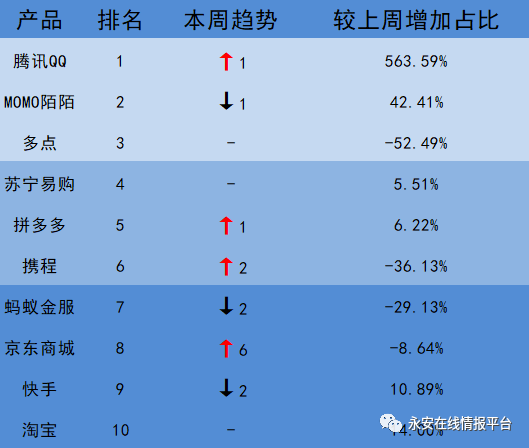 产品 排名 本周趋势 较上周增加占比
腾讯QQ 1 ↑ 1 563.59%
MOMO陌陌 2 ↓ 1 42.41%
多点 3 - -52.49%
苏宁易购 4 - 5.51%
拼多多 5 ↑ 1 6.22%
携程 6 ↑ 2 -36.13%
蚂蚁金服 7 ↓ 2 -29.13%
京东商城 8 ↑ 6 -8.64%
快手 9 ↓ 2 10.89%
淘宝 10 -
永安在线情报平台